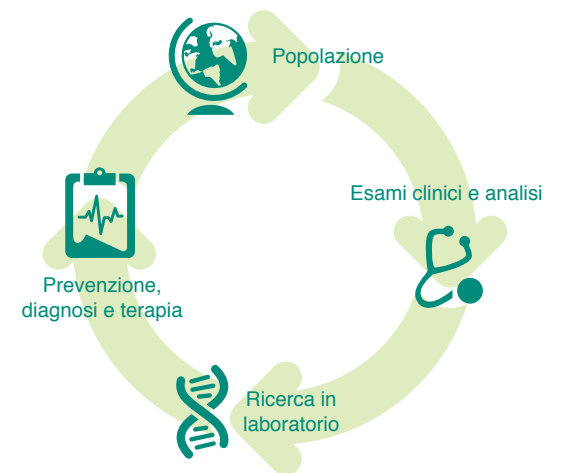 Popolazione
Esami clinici e analisi
Prevenzione,
diagnosi e terapia
Ricerca in
laboratorio